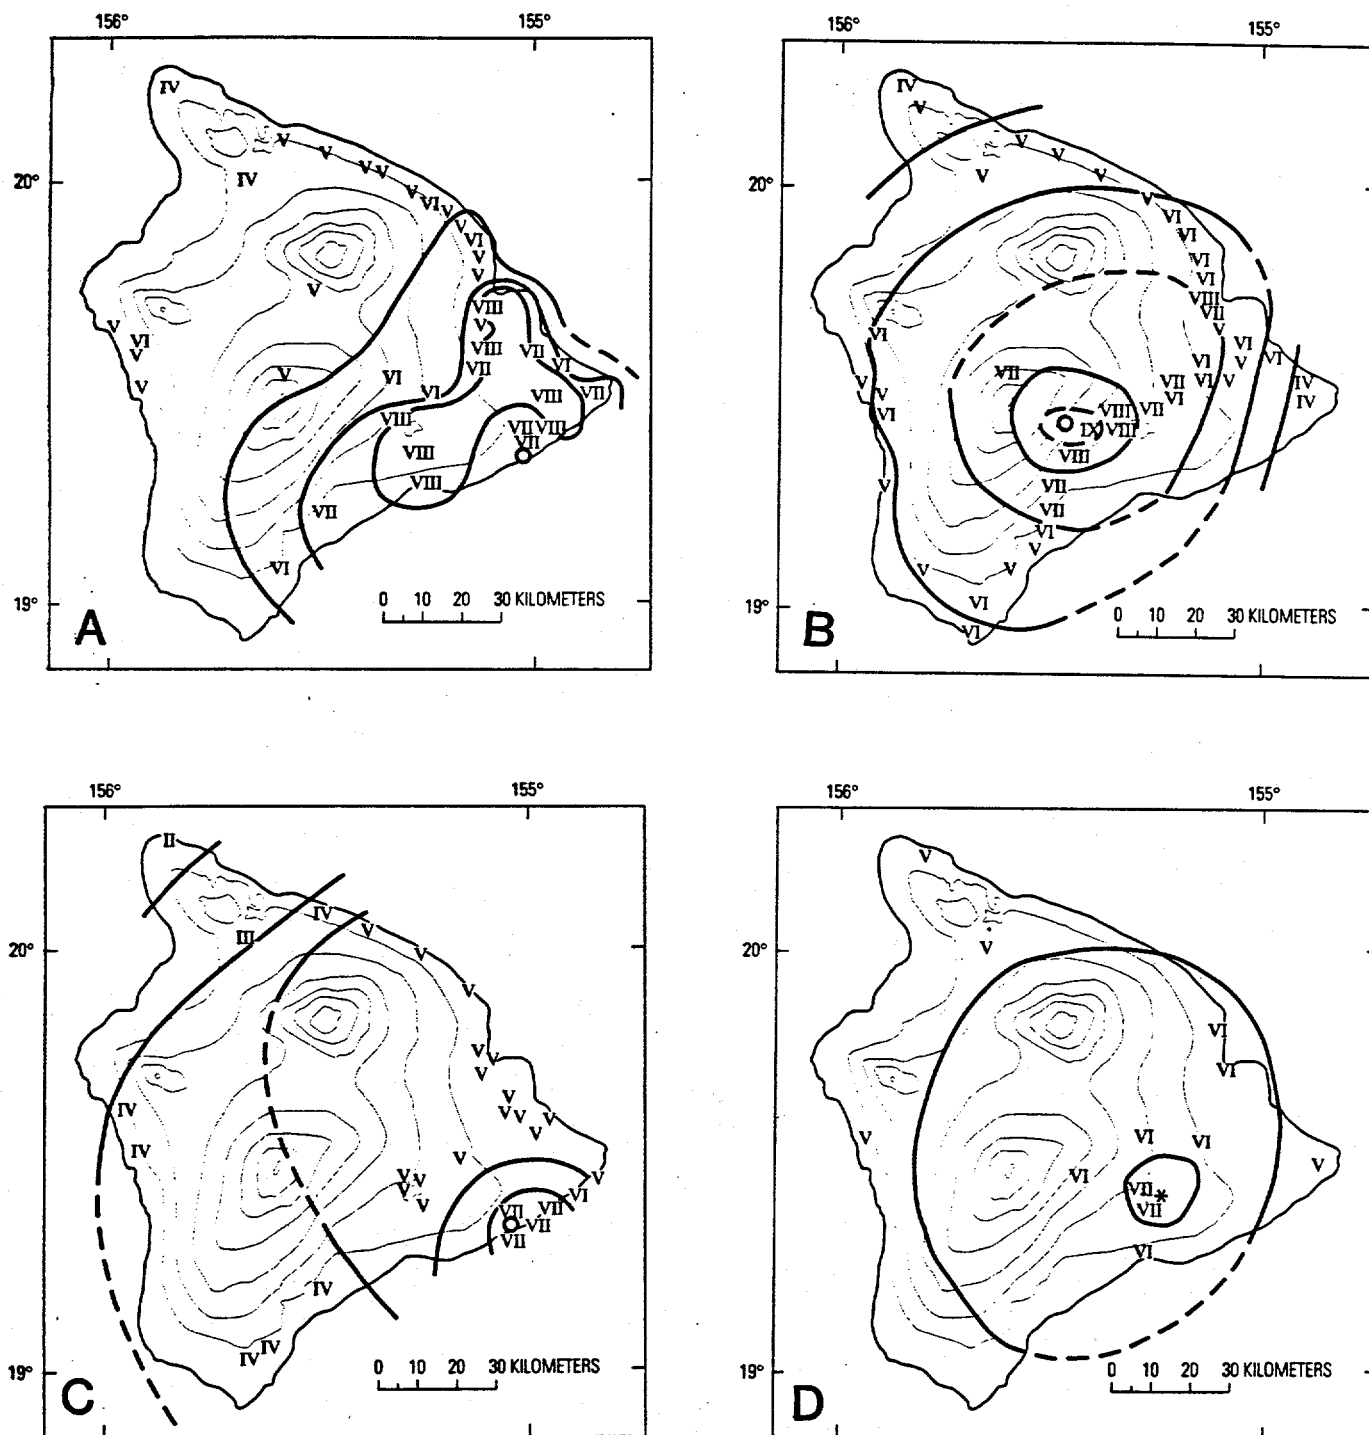 156° 155°
IV
V
V
20° IV V V
V
VI V
V
VI
V
V
V
VIII
V V
VI VIII VII
V VII VI
V V VI VI VIII VII
VIII VII VIII
VII
VIII
VIII
VII
VI
0 10 20 30 KILOMETERS
19°
A
156° 155°
IV
V
V V
20° V V
V
VI
VI
VI
VI
VIII
VII
VI V
VI V VI
VII VI
V VII VI V IV
V VI IV
V VIII VII
IX VIII
VIII
V VII
VII
VI
V
V V
VI
VI
0 10 20 30 KILOMETERS
19°
B
156° 155°
II
IV
III V
20° V
V
V V
V
V
IV V V V
V
IV V V
V V VI
V V VII VII
VII
VII
IV
IV IV
0 10 20 30 KILOMETERS
19°
C
156° 155°
V
20° V
VI
VI
V VI VI V
VI
VII *
VII
VI
0 10 20 30 KILOMETERS
19°
D